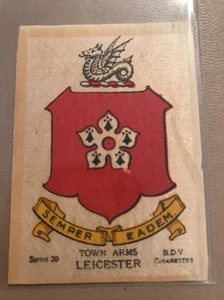 SEMPER EADEM.
TOWN ARMS
Series 30 B.D.V
LEICESTER CIGARETTES